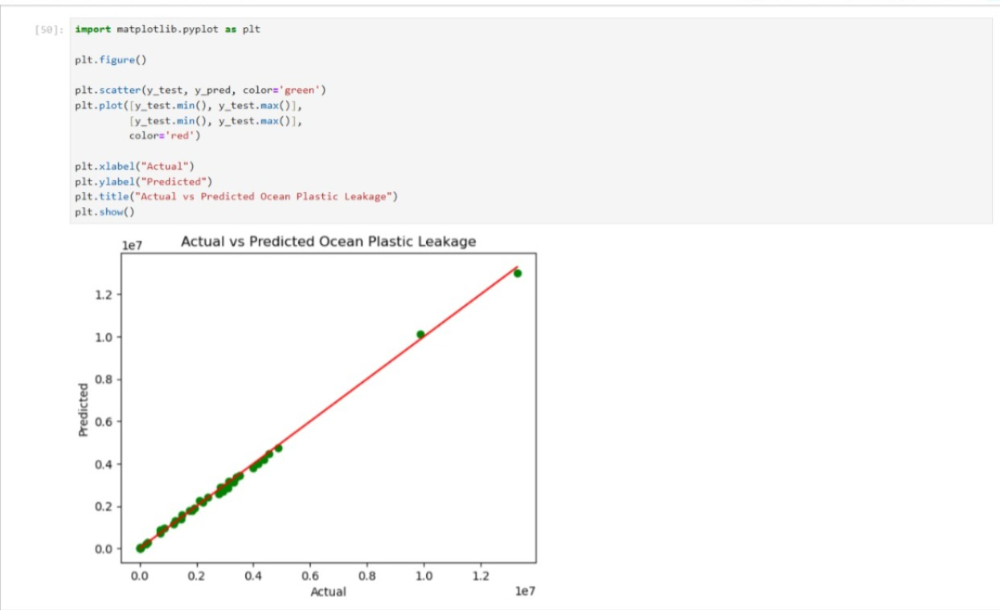 [50]: import matplotlib.pyplot as plt
plt.figure()
plt.scatter(y_test, y_pred, color='green')
plt.plot([y_test.min(), y_test.max()],
         [y_test.min(), y_test.max()],
         color='red')
plt.xlabel("Actual")
plt.ylabel("Predicted")
plt.title("Actual vs Predicted Ocean Plastic Leakage")
plt.show()
1e7
Actual vs Predicted Ocean Plastic Leakage
1.2
1.0
0.8
0.6
0.4
0.2
0.0
Predicted
0.0 0.2 0.4 0.6 0.8 1.0 1.2
Actual
1e7